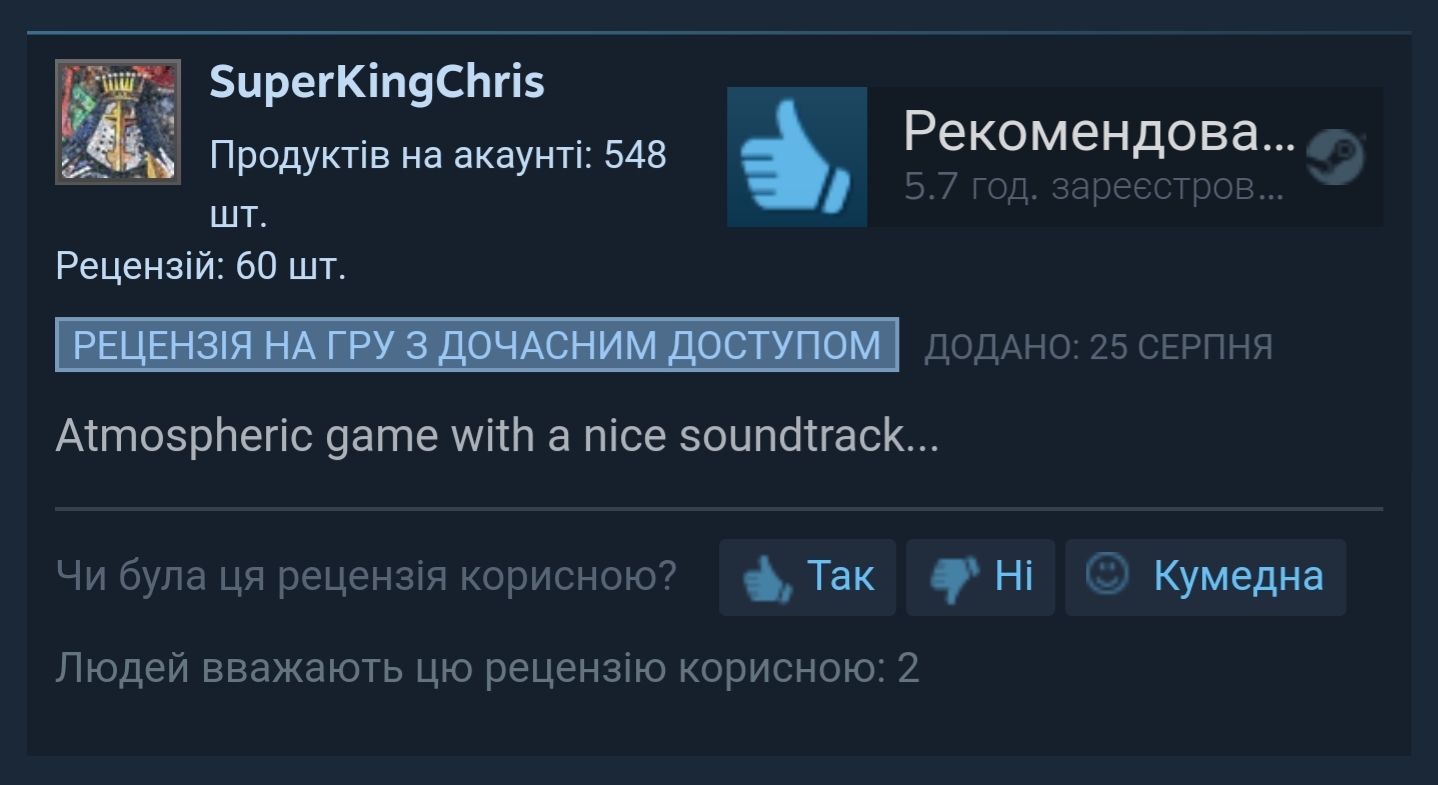 SuperKingChris
Продуктів на акаунті: 548
шт.
Рецензій: 60 шт.
Рекомендова...
5.7 год. зареєстров...
РЕЦЕНЗІЯ НА ГРУ З ДОЧАСНИМ ДОСТУПОМ
ДОДАНО: 25 СЕРПНЯ
Atmospheric game with a nice soundtrack...
Чи була ця рецензія корисною?
Так
Ні
Кумедна
Людей вважають цю рецензію корисною: 2